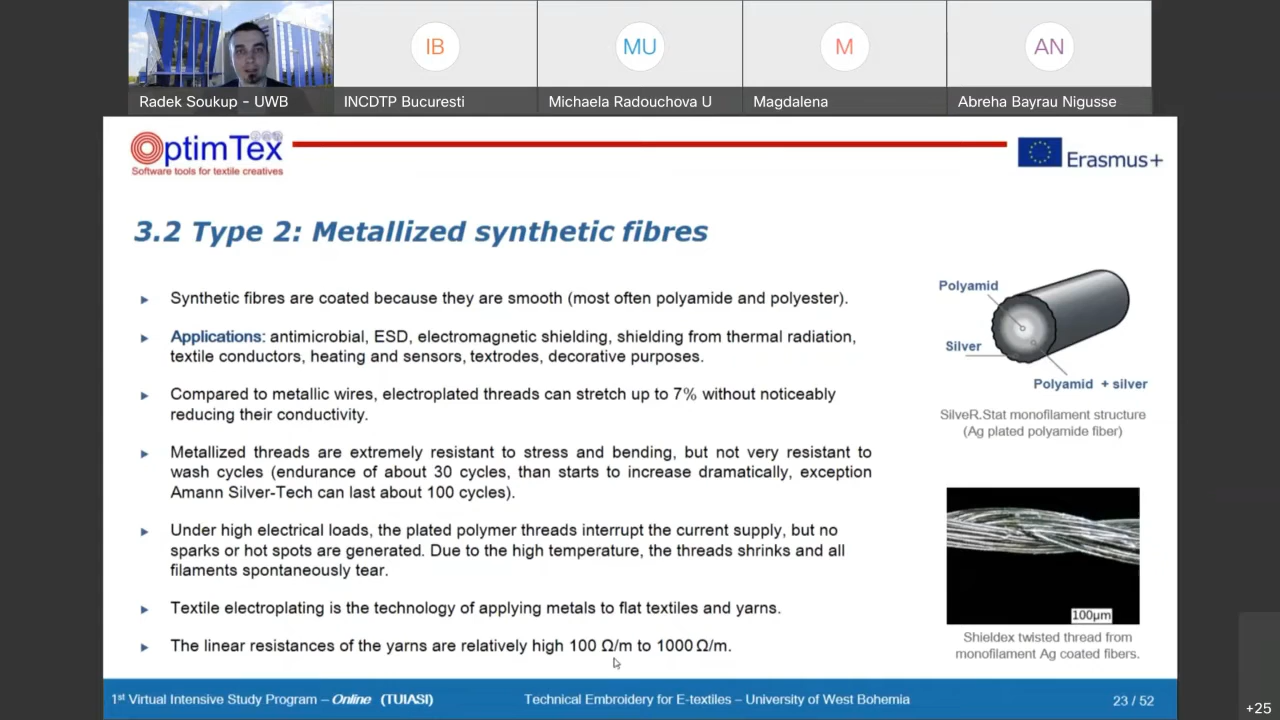 IB
MU
M
AN
Radek Soukup - UWB
INCDTP Bucuresti
Michaela Radouchova U
Magdalena
Abreha Bayrau Nigusse
OptimTex
Software tools for textile creatives
Erasmus+
3.2 Type 2: Metallized synthetic fibres
Synthetic fibres are coated because they are smooth (most often polyamide and polyester).
Applications: antimicrobial, ESD, electromagnetic shielding, shielding from thermal radiation,
textile conductors, heating and sensors, textrodes, decorative purposes.
Compared to metallic wires, electroplated threads can stretch up to 7% without noticeably
reducing their conductivity.
Metallized threads are extremely resistant to stress and bending, but not very resistant to
wash cycles (endurance of about 30 cycles, than starts to increase dramatically, exception
Amann Silver-Tech can last about 100 cycles).
Under high electrical loads, the plated polymer threads interrupt the current supply, but no
sparks or hot spots are generated. Due to the high temperature, the threads shrinks and all
filaments spontaneously tear.
Textile electroplating is the technology of applying metals to flat textiles and yarns.
The linear resistances of the yarns are relatively high 100 Ω/m to 1000 Ω/m.
Polyamid
Silver
Polyamid + silver
SilveR.Stat monofilament structure
(Ag plated polyamide fiber)
100µm
Shieldex twisted thread from
monofilament Ag coated fibers.
1st Virtual Intensive Study Program – Online (TUIASI)
Technical Embroidery for E-textiles – University of West Bohemia
23 / 52
+25